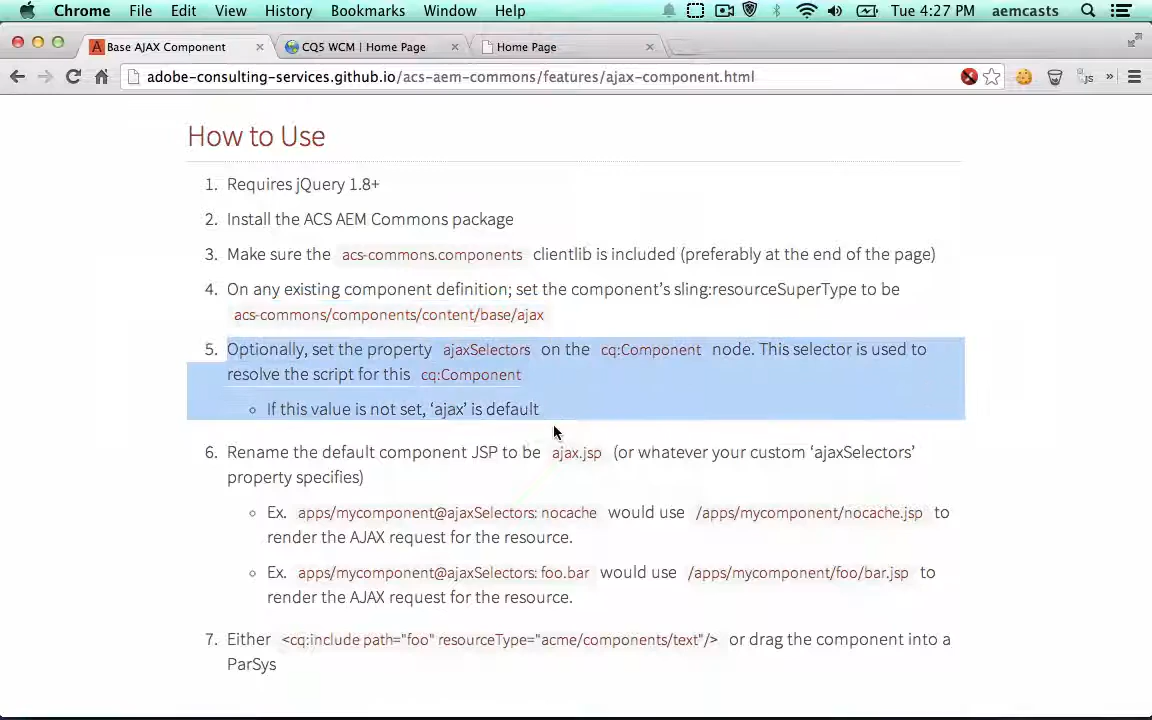 Chrome File Edit View History Bookmarks Window Help Tue 4:27 PM aemcasts
Base AJAX Component × CQ5 WCM | Home Page × Home Page ×
adobe-consulting-services.github.io/acs-aem-commons/features/ajax-component.html js »
How to Use
1. Requires jQuery 1.8+
2. Install the ACS AEM Commons package
3. Make sure the acs-commons.components clientlib is included (preferably at the end of the page)
4. On any existing component definition; set the component’s sling:resourceSuperType to be
acs-commons/components/content/base/ajax
5. Optionally, set the property ajaxSelectors on the cq:Component node. This selector is used to
resolve the script for this cq:Component
If this value is not set, ‘ajax’ is default
6. Rename the default component JSP to be ajax.jsp (or whatever your custom ‘ajaxSelectors’
property specifies)
Ex. apps/mycomponent@ajaxSelectors: nocache would use /apps/mycomponent/nocache.jsp to
render the AJAX request for the resource.
Ex. apps/mycomponent@ajaxSelectors: foo.bar would use /apps/mycomponent/foo/bar.jsp to
render the AJAX request for the resource.
7. Either <cq:include path="foo" resourceType="acme/components/text"/> or drag the component into a
ParSys